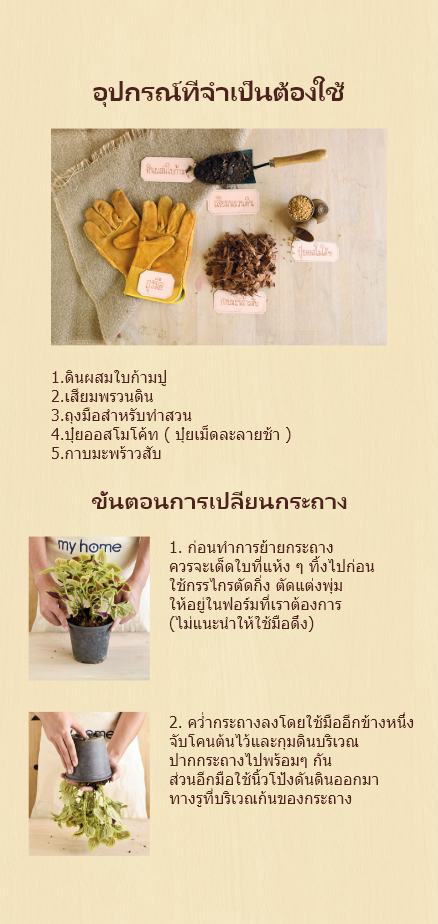 อุปกรณ์ที่จำเป็นต้องใช้
ดินผสมใบก้ามปู
เสียมพรวนดิน
ถุงมือ
ปุ๋ยออสโมโค้ท
กาบมะพร้าวสับ
1.ดินผสมใบก้ามปู
2.เสียมพรวนดิน
3.ถุงมือสำหรับทำสวน
4.ปุ๋ยออสโมโค้ท ( ปุ๋ยเม็ดละลายช้า )
5.กาบมะพร้าวสับ
ขั้นตอนการเปลี่ยนกระถาง
my home
1. ก่อนทำการย้ายกระถาง
ควรจะเด็ดใบที่แห้ง ๆ ทิ้งไปก่อน
ใช้กรรไกรตัดกิ่ง ตัดแต่งพุ่ม
ให้อยู่ในฟอร์มที่เราต้องการ
(ไม่แนะนำให้ใช้มือดึง)
2. คว่ำกระถางลงโดยใช้มืออีกข้างหนึ่ง
จับโคนต้นไว้และกุมดินบริเวณ
ปากกระถางไปพร้อมๆ กัน
ส่วนอีกมือใช้นิ้วโป้งดันดินออกมา
ทางรูที่บริเวณก้นของกระถาง